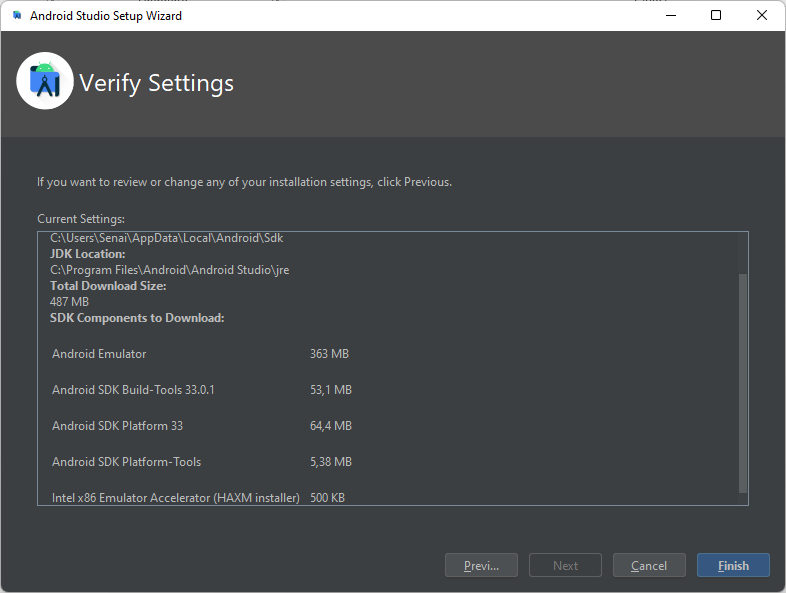 Android Studio Setup Wizard
Verify Settings
If you want to review or change any of your installation settings, click Previous.
Current Settings:
C:\Users\Senai\AppData\Local\Android\Sdk
JDK Location:
C:\Program Files\Android\Android Studio\jre
Total Download Size:
487 MB
SDK Components to Download:
Android Emulator 363 MB
Android SDK Build-Tools 33.0.1 53,1 MB
Android SDK Platform 33 64,4 MB
Android SDK Platform-Tools 5,38 MB
Intel x86 Emulator Accelerator (HAXM installer) 500 KB
Previ... Next Cancel Finish